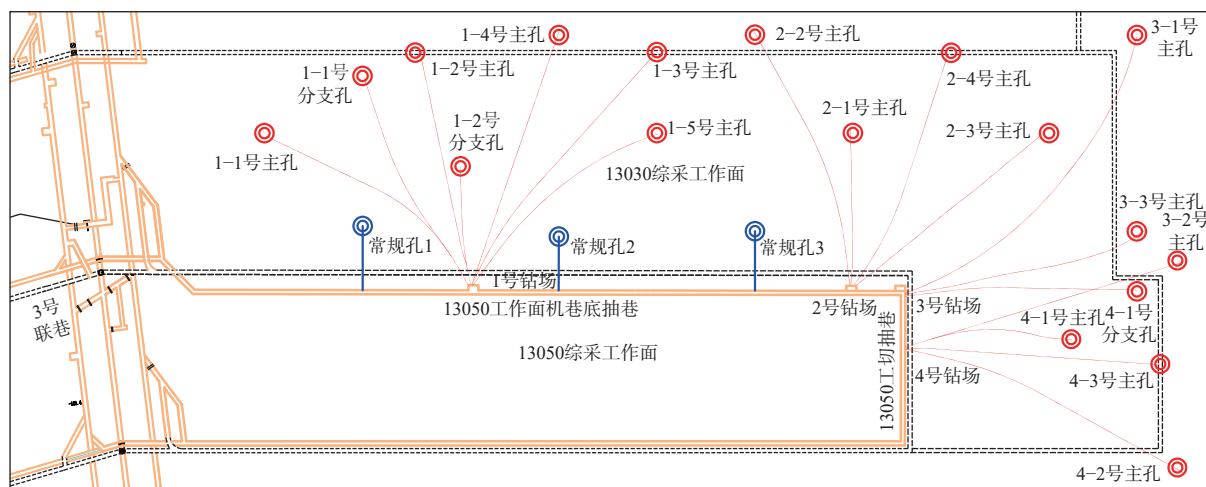 1-4号主孔
2-2号主孔
3-1号
主孔
1-1号
分支孔
1-2号主孔
1-3号主孔
2-4号主孔
1-2号
分支孔
1-5号主孔
2-1号主孔
2-3号主孔
1-1号主孔
13030综采工作面
3-3号主孔
3-2号
主孔
常规孔1
常规孔2
常规孔3
1号钻场
3号
联巷
13050工作面机巷底抽巷
2号钻场
3号钻场
4-1号主孔
4-1号
分支孔
13050综采工作面
13050工切抽巷
4号钻场
4-3号主孔
4-2号主孔